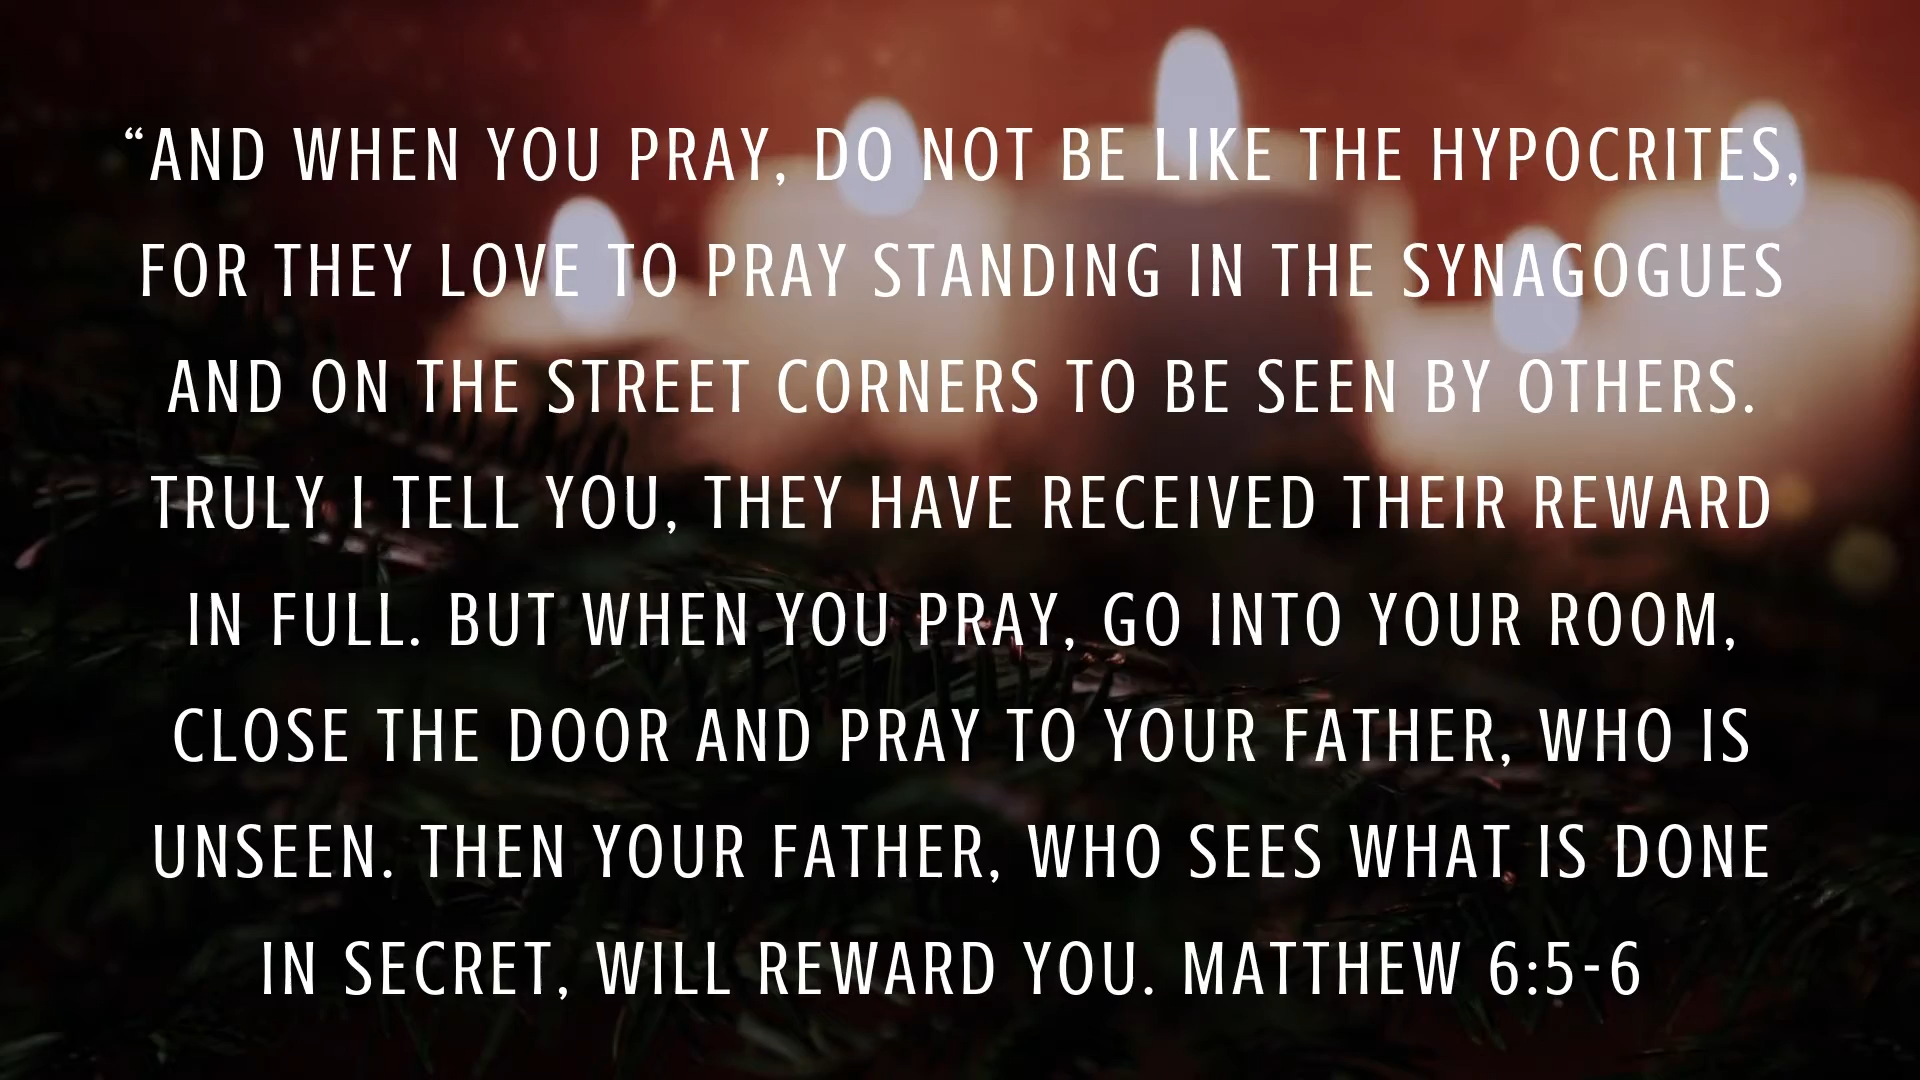 “AND WHEN YOU PRAY, DO NOT BE LIKE THE HYPOCRITES,
FOR THEY LOVE TO PRAY STANDING IN THE SYNAGOGUES
AND ON THE STREET CORNERS TO BE SEEN BY OTHERS.
TRULY I TELL YOU, THEY HAVE RECEIVED THEIR REWARD
IN FULL. BUT WHEN YOU PRAY, GO INTO YOUR ROOM,
CLOSE THE DOOR AND PRAY TO YOUR FATHER, WHO IS
UNSEEN. THEN YOUR FATHER, WHO SEES WHAT IS DONE
IN SECRET, WILL REWARD YOU. MATTHEW 6:5-6